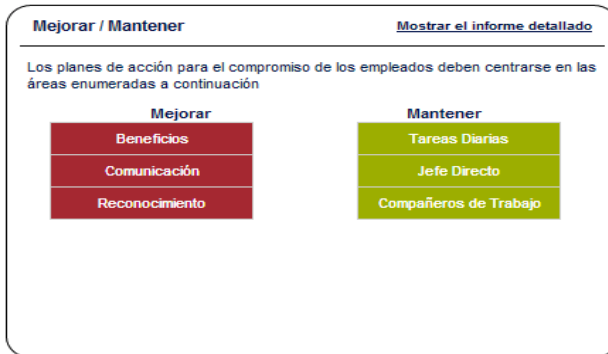 Mejorar / Mantener
Mostrar el informe detallado
Los planes de acción para el compromiso de los empleados deben centrarse en las
áreas enumeradas a continuación
Mejorar
Mantener
Beneficios
Tareas Diarias
Comunicación
Jefe Directo
Reconocimiento
Compañeros de Trabajo